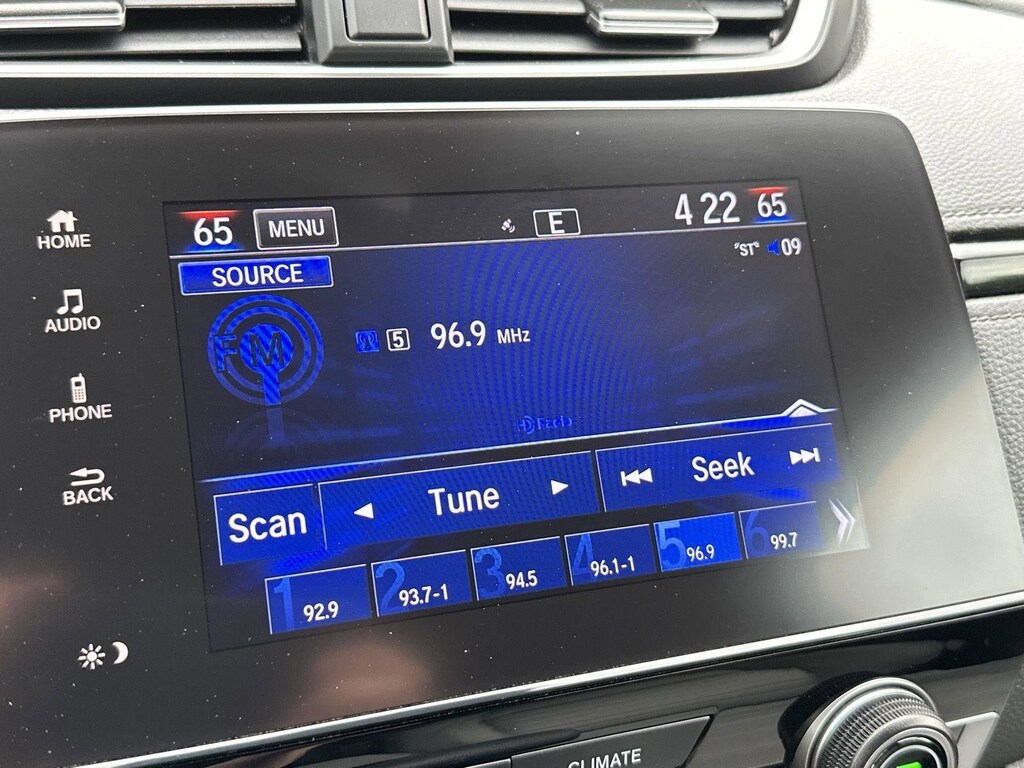 65 MENU E 4 22 65
SOURCE "ST" 09
FM 5 96.9 MHz
Scan Tune Seek
1 92.9 2 93.7-1 3 94.5 4 96.1-1 5 96.9 6 99.7
HOME
AUDIO
PHONE
BACK
CLIMATE